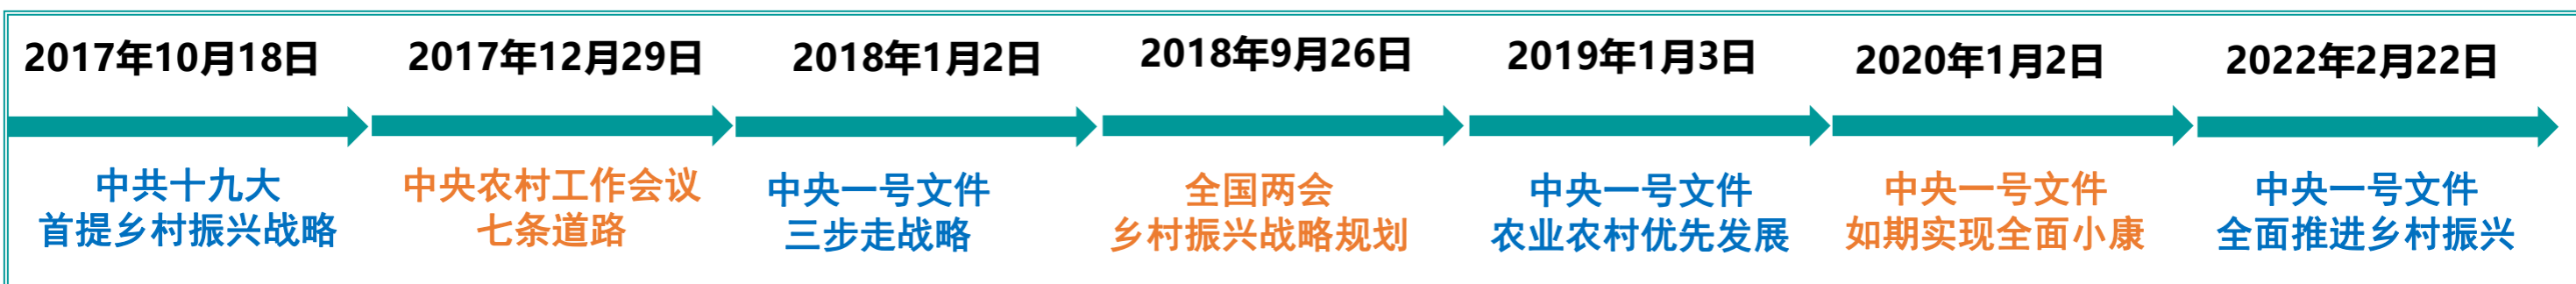 2017年10月18日
2017年12月29日
2018年1月2日
2018年9月26日
2019年1月3日
2020年1月2日
2022年2月22日
中共十九大
首提乡村振兴战略
中央农村工作会议
七条道路
中央一号文件
三步走战略
全国两会
乡村振兴战略规划
中央一号文件
农业农村优先发展
中央一号文件
如期实现全面小康
中央一号文件
全面推进乡村振兴